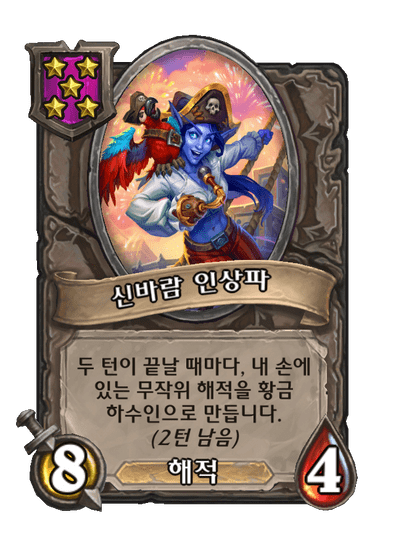 신바람 인상파
두 턴이 끝날 때마다, 내 손에
있는 무작위 해적을 황금
하수인으로 만듭니다.
(2턴 남음)
8
해적
4